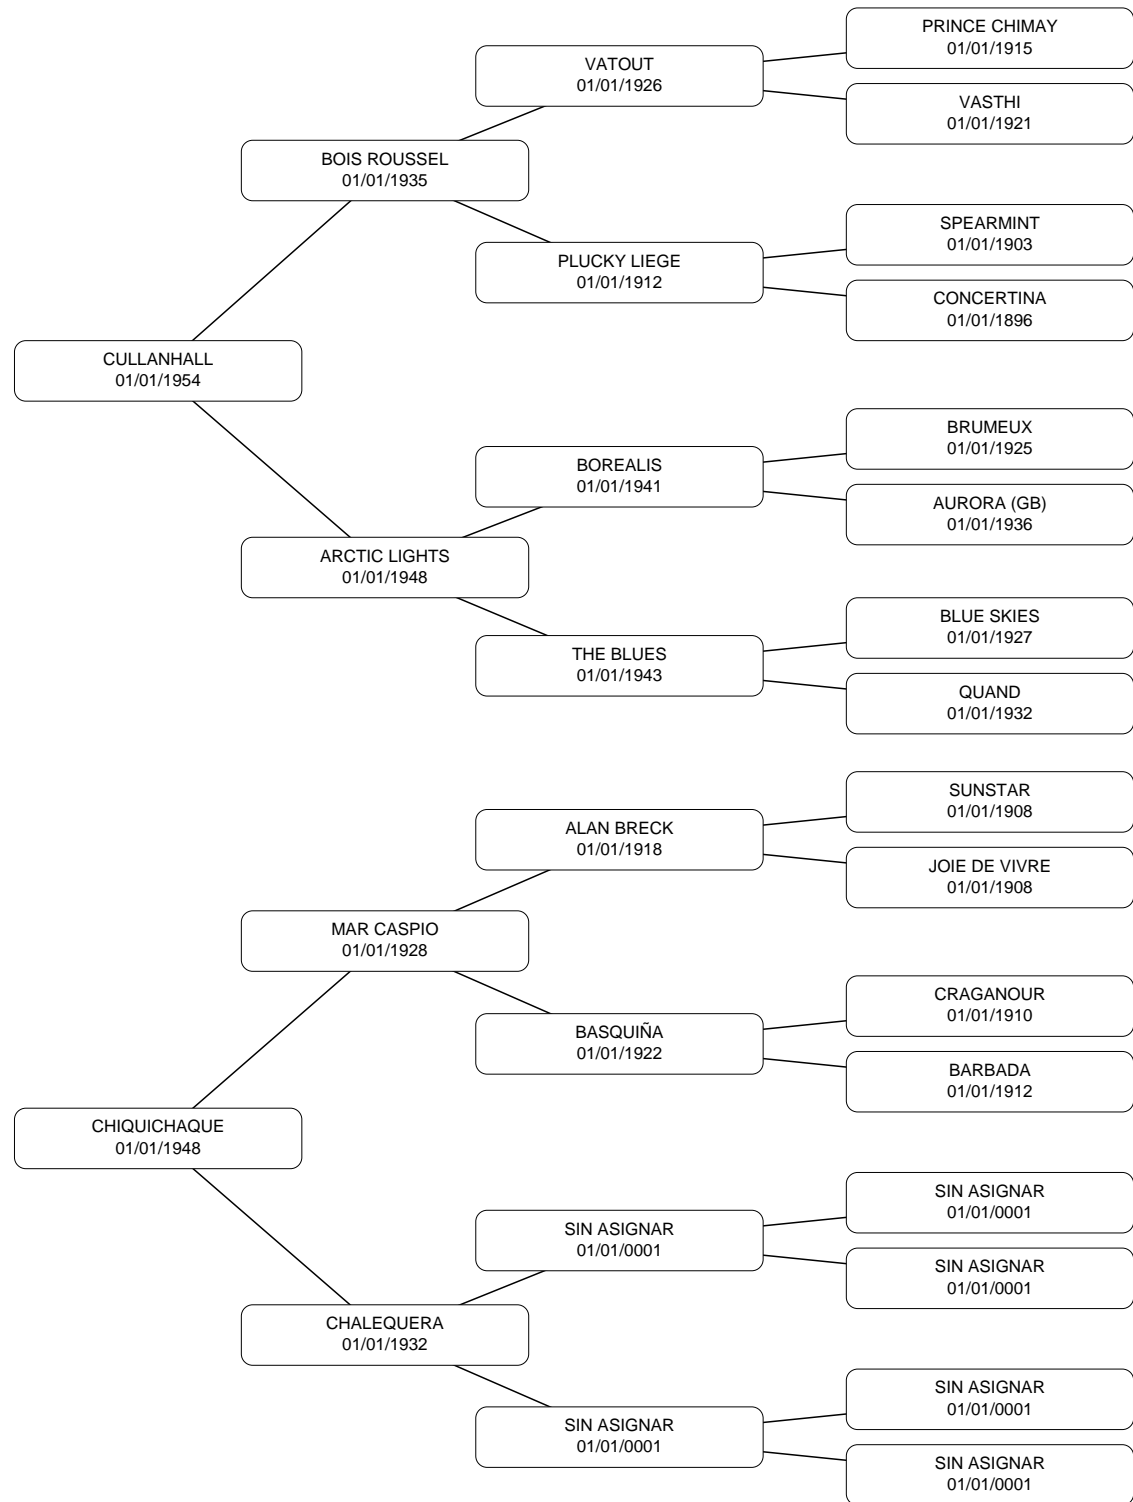 PRINCE CHIMAY
01/01/1915
VATOUT
01/01/1926
VASTHI
01/01/1921
BOIS ROUSSEL
01/01/1935
SPEARMINT
01/01/1903
PLUCKY LIEGE
01/01/1912
CONCERTINA
01/01/1896
CULLANHALL
01/01/1954
BRUMEUX
01/01/1925
BOREALIS
01/01/1941
AURORA (GB)
01/01/1936
ARCTIC LIGHTS
01/01/1948
BLUE SKIES
01/01/1927
THE BLUES
01/01/1943
QUAND
01/01/1932
SUNSTAR
01/01/1908
ALAN BRECK
01/01/1918
JOIE DE VIVRE
01/01/1908
MAR CASPIO
01/01/1928
CRAGANOUR
01/01/1910
BASQUIÑA
01/01/1922
BARBADA
01/01/1912
CHIQUICHAQUE
01/01/1948
SIN ASIGNAR
01/01/0001
SIN ASIGNAR
01/01/0001
SIN ASIGNAR
01/01/0001
CHALEQUERA
01/01/1932
SIN ASIGNAR
01/01/0001
SIN ASIGNAR
01/01/0001
SIN ASIGNAR
01/01/0001